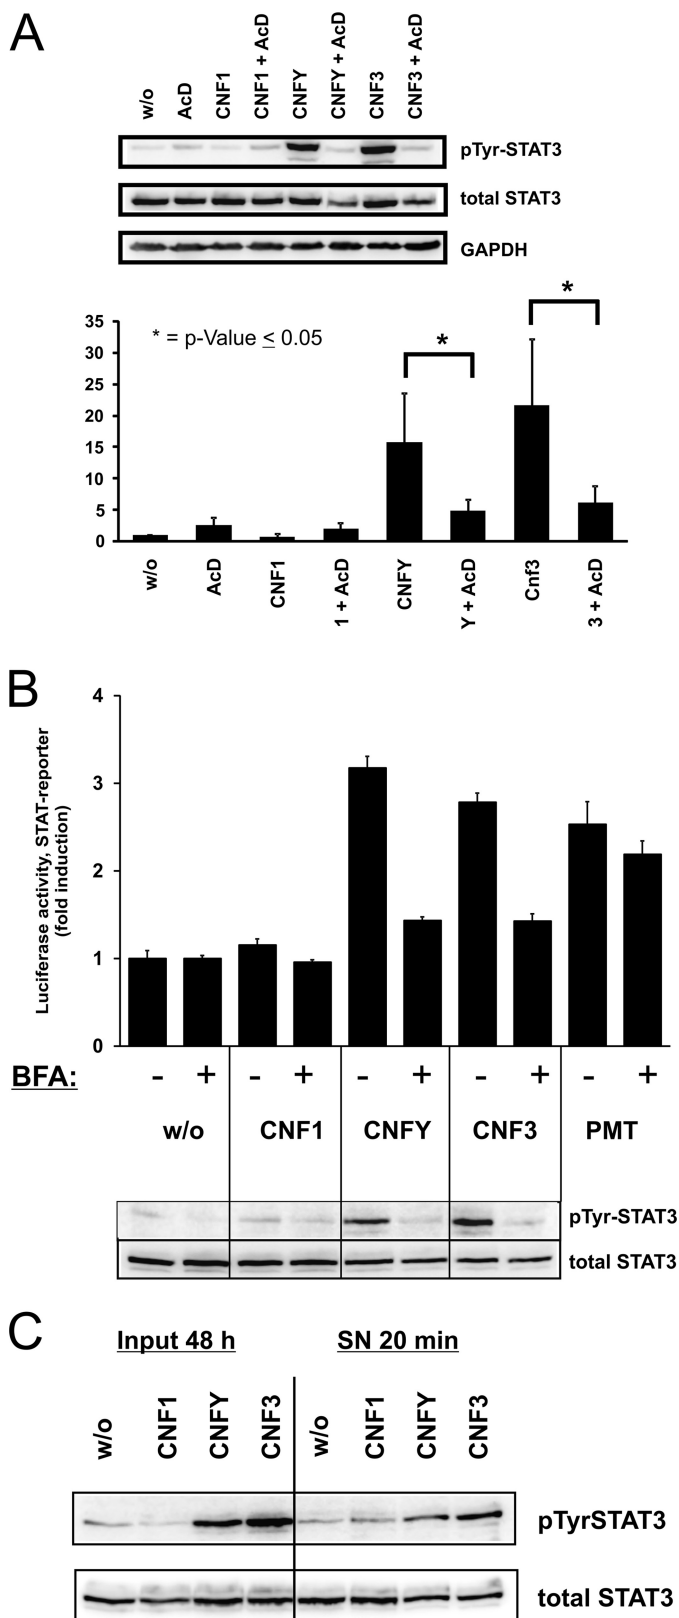 A
w/o
AcD
CNF1
CNF1 + AcD
CNFY
CNFY + AcD
CNF3
CNF3 + AcD
pTyr-STAT3
total STAT3
GAPDH
35
30
25
20
15
10
5
0
* = p-Value ≤ 0.05
*
*
w/o
AcD
CNF1
1 + AcD
CNFY
Y + AcD
Cnf3
3 + AcD
B
Luciferase activity, STAT-reporter
(fold induction)
4
3
2
1
0
BFA: - + - + - + - + - +
w/o CNF1 CNFY CNF3 PMT
pTyr-STAT3
total STAT3
C
Input 48 h SN 20 min
w/o
CNF1
CNFY
CNF3
w/o
CNF1
CNFY
CNF3
pTyrSTAT3
total STAT3